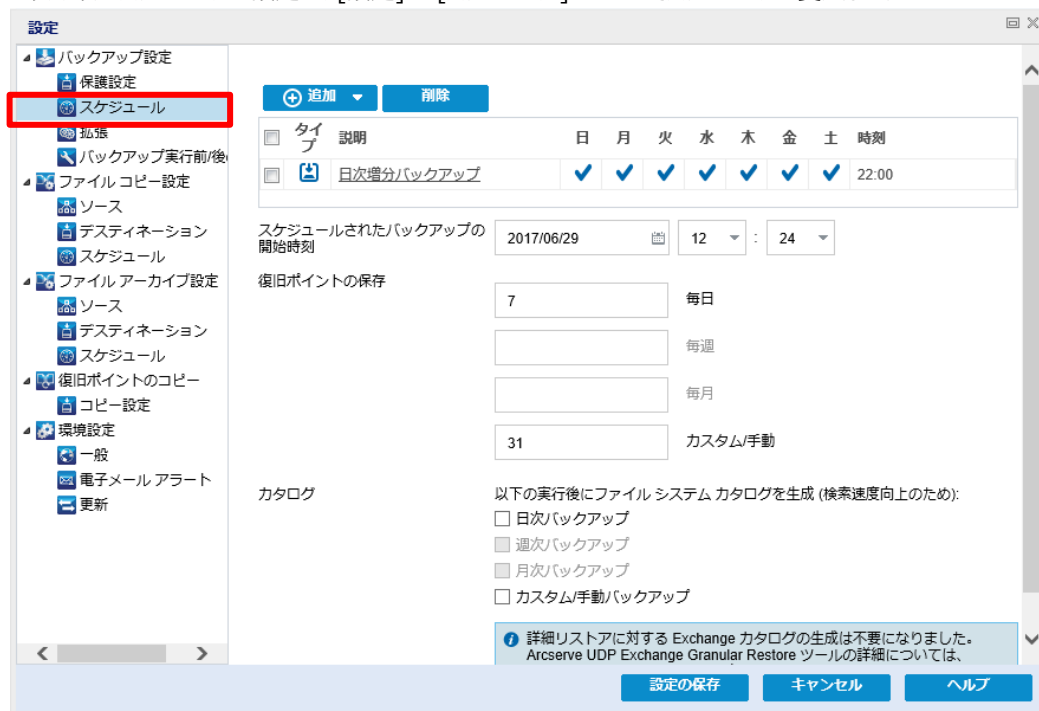 設定
バックアップ設定
保護設定
スケジュール
拡張
バックアップ実行前/後
ファイル コピー設定
ソース
デスティネーション
スケジュール
ファイル アーカイブ設定
ソース
デスティネーション
スケジュール
復旧ポイントのコピー
コピー設定
環境設定
一般
電子メール アラート
更新
追加 削除
タイプ 説明 日 月 火 水 木 金 土 時刻
日次増分バックアップ 22:00
スケジュールされたバックアップの
開始時刻
2017/06/29 12 : 24
復旧ポイントの保存
7 毎日
毎週
毎月
31 カスタム/手動
カタログ
以下の実行後にファイル システム カタログを生成 (検索速度向上のため):
日次バックアップ
週次バックアップ
月次バックアップ
カスタム/手動バックアップ
詳細リストアに対する Exchange カタログの生成は不要になりました。
Arcserve UDP Exchange Granular Restore ツールの詳細については、
設定の保存 キャンセル ヘルプ